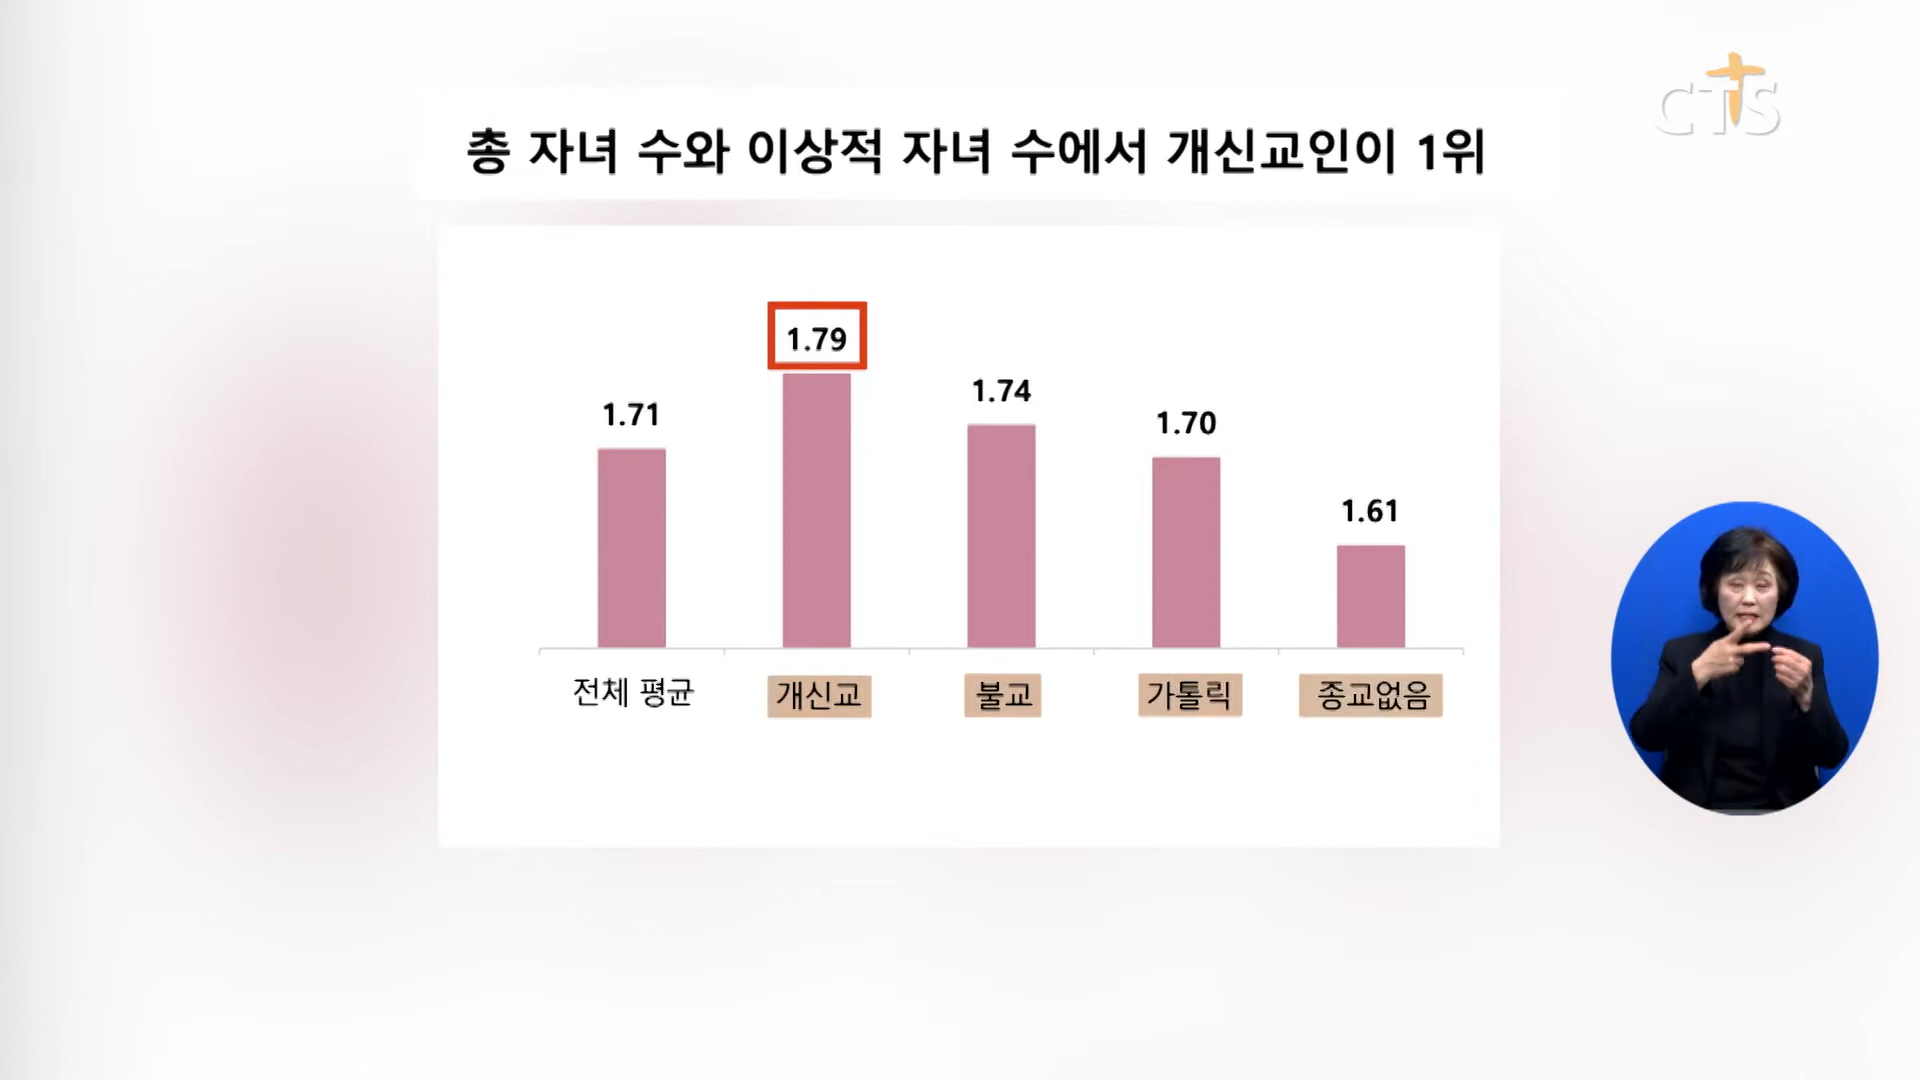 CTS
총 자녀 수와 이상적 자녀 수에서 개신교인이 1위
1.71
1.79
1.74
1.70
1.61
전체 평균
개신교
불교
가톨릭
종교없음